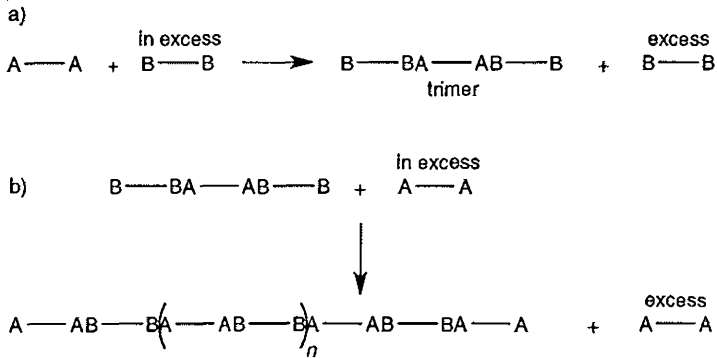 a)
in excess excess
A—A + B—B ⟶ B—BA—AB—B + B—B
trimer
in excess
b) B—BA—AB—B + A—A
excess
A—AB—B(A—AB—B)nA—AB—BA—A + A—A